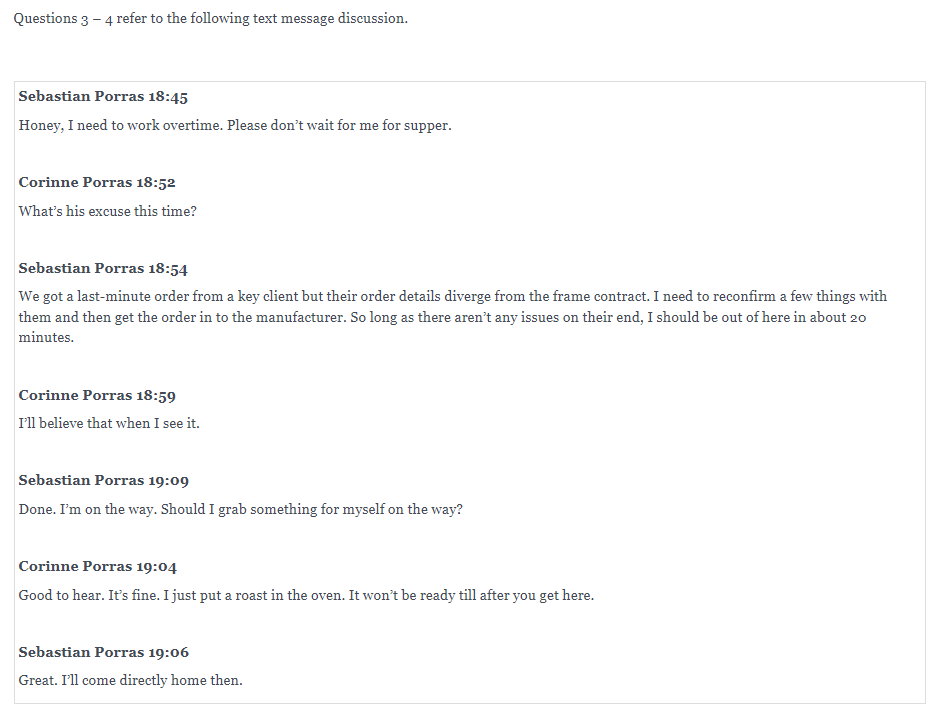 Questions 3 – 4 refer to the following text message discussion.
Sebastian Porras 18:45
Honey, I need to work overtime. Please don't wait for me for supper.
Corinne Porras 18:52
What's his excuse this time?
Sebastian Porras 18:54
We got a last-minute order from a key client but their order details diverge from the frame contract. I need to reconfirm a few things with
them and then get the order in to the manufacturer. So long as there aren't any issues on their end, I should be out of here in about 20
minutes.
Corinne Porras 18:59
I'll believe that when I see it.
Sebastian Porras 19:09
Done. I'm on the way. Should I grab something for myself on the way?
Corinne Porras 19:04
Good to hear. It's fine. I just put a roast in the oven. It won't be ready till after you get here.
Sebastian Porras 19:06
Great. I'll come directly home then.